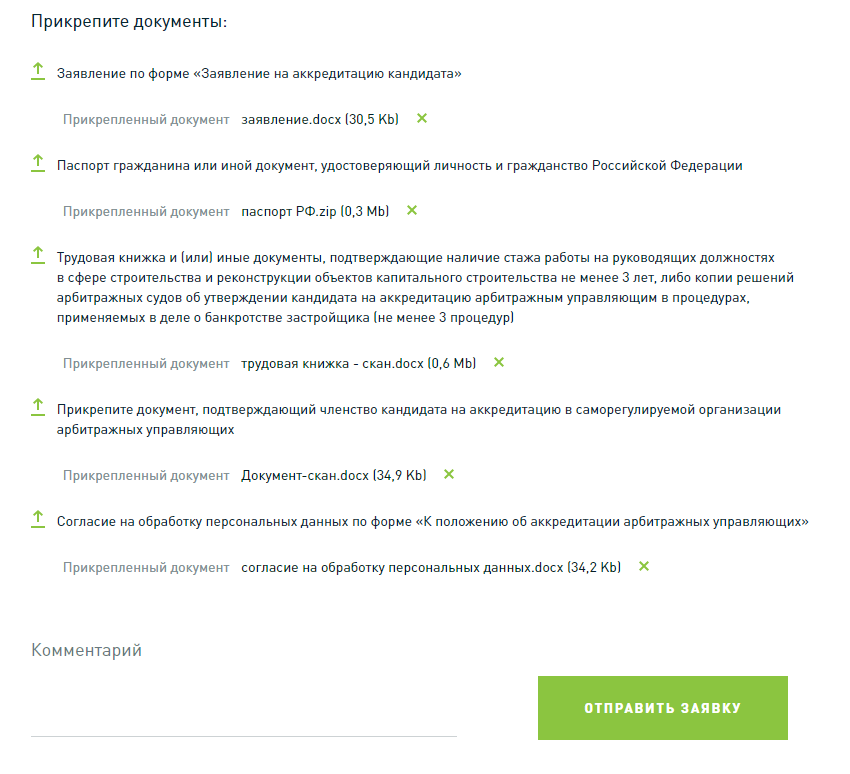 Прикрепите документы:
Заявление по форме «Заявление на аккредитацию кандидата»
Прикрепленный документ заявление.docx (30,5 Kb)
Паспорт гражданина или иной документ, удостоверяющий личность и гражданство Российской Федерации
Прикрепленный документ паспорт РФ.zip (0,3 Mb)
Трудовая книжка и (или) иные документы, подтверждающие наличие стажа работы на руководящих должностях
в сфере строительства и реконструкции объектов капитального строительства не менее 3 лет, либо копии решений
арбитражных судов об утверждении кандидата на аккредитацию арбитражным управляющим в процедурах,
применяемых в деле о банкротстве застройщика (не менее 3 процедур)
Прикрепленный документ трудовая книжка - скан.docx (0,6 Mb)
Прикрепите документ, подтверждающий членство кандидата на аккредитацию в саморегулируемой организации
арбитражных управляющих
Прикрепленный документ Документ-скан.docx (34,9 Kb)
Согласие на обработку персональных данных по форме «К положению об аккредитации арбитражных управляющих»
Прикрепленный документ согласие на обработку персональных данных.docx (34,2 Kb)
Комментарий
ОТПРАВИТЬ ЗАЯВКУ